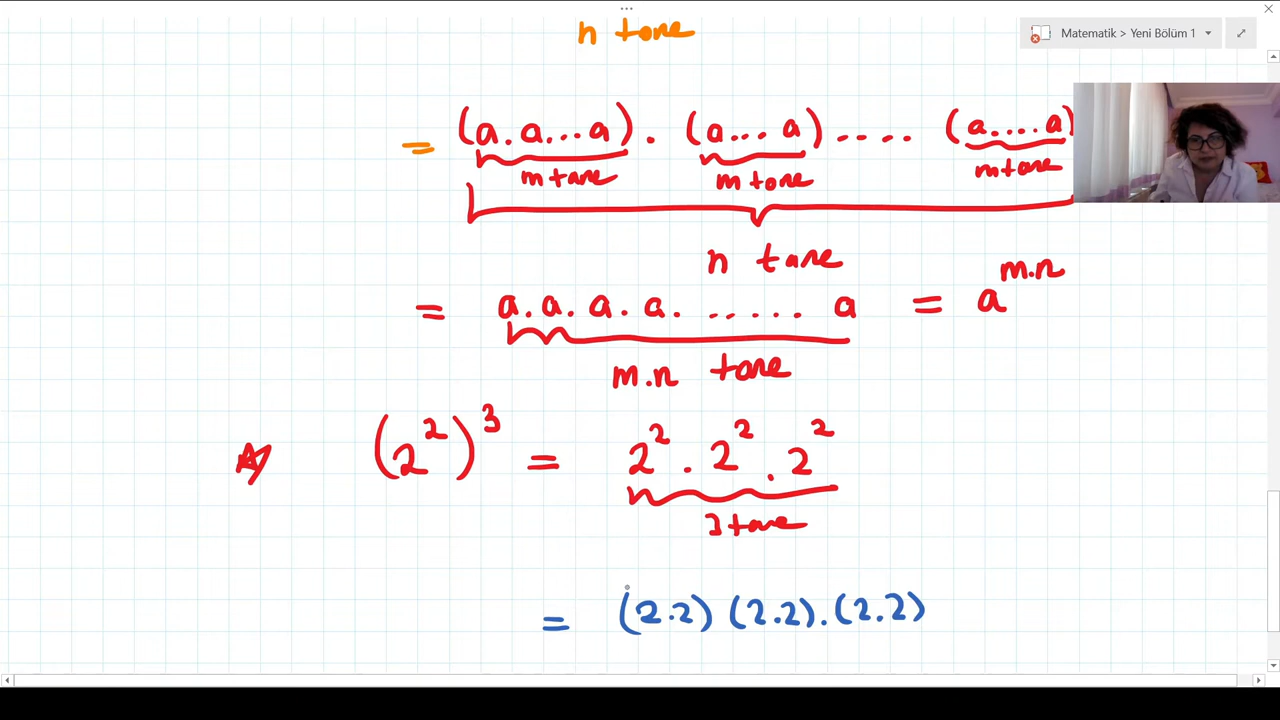 Matematik > Yeni Bölüm 1
n tane
= (a.a...a) . (a... a) .... (a....a)
m tane m tane m tane
n tane
= a.a.a.a. ..... a = a^{m.n}
m.n tane
(2^2)^3 = 2^2 . 2^2 . 2^2
3 tane
= (2.2) (2.2).(2.2)